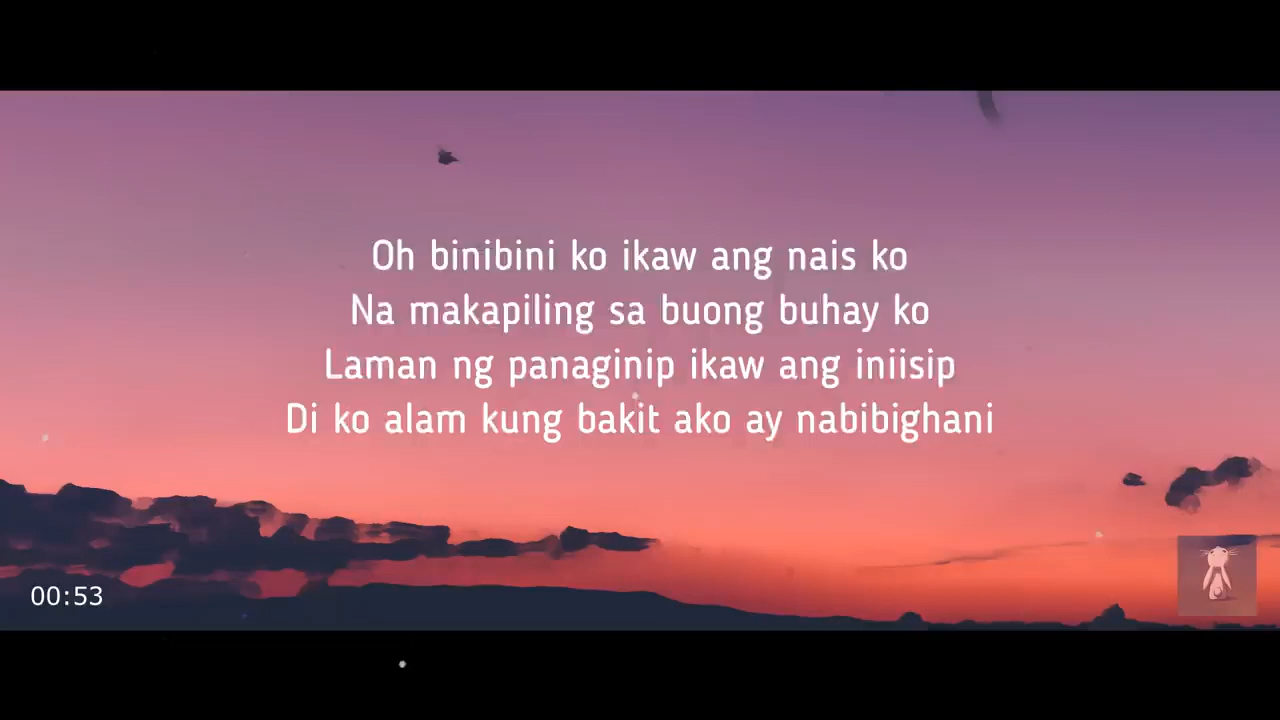 Oh binibini ko ikaw ang nais ko
Na makapiling sa buong buhay ko
Laman ng panaginip ikaw ang iniisip
Di ko alam kung bakit ako ay nabibighani
00:53